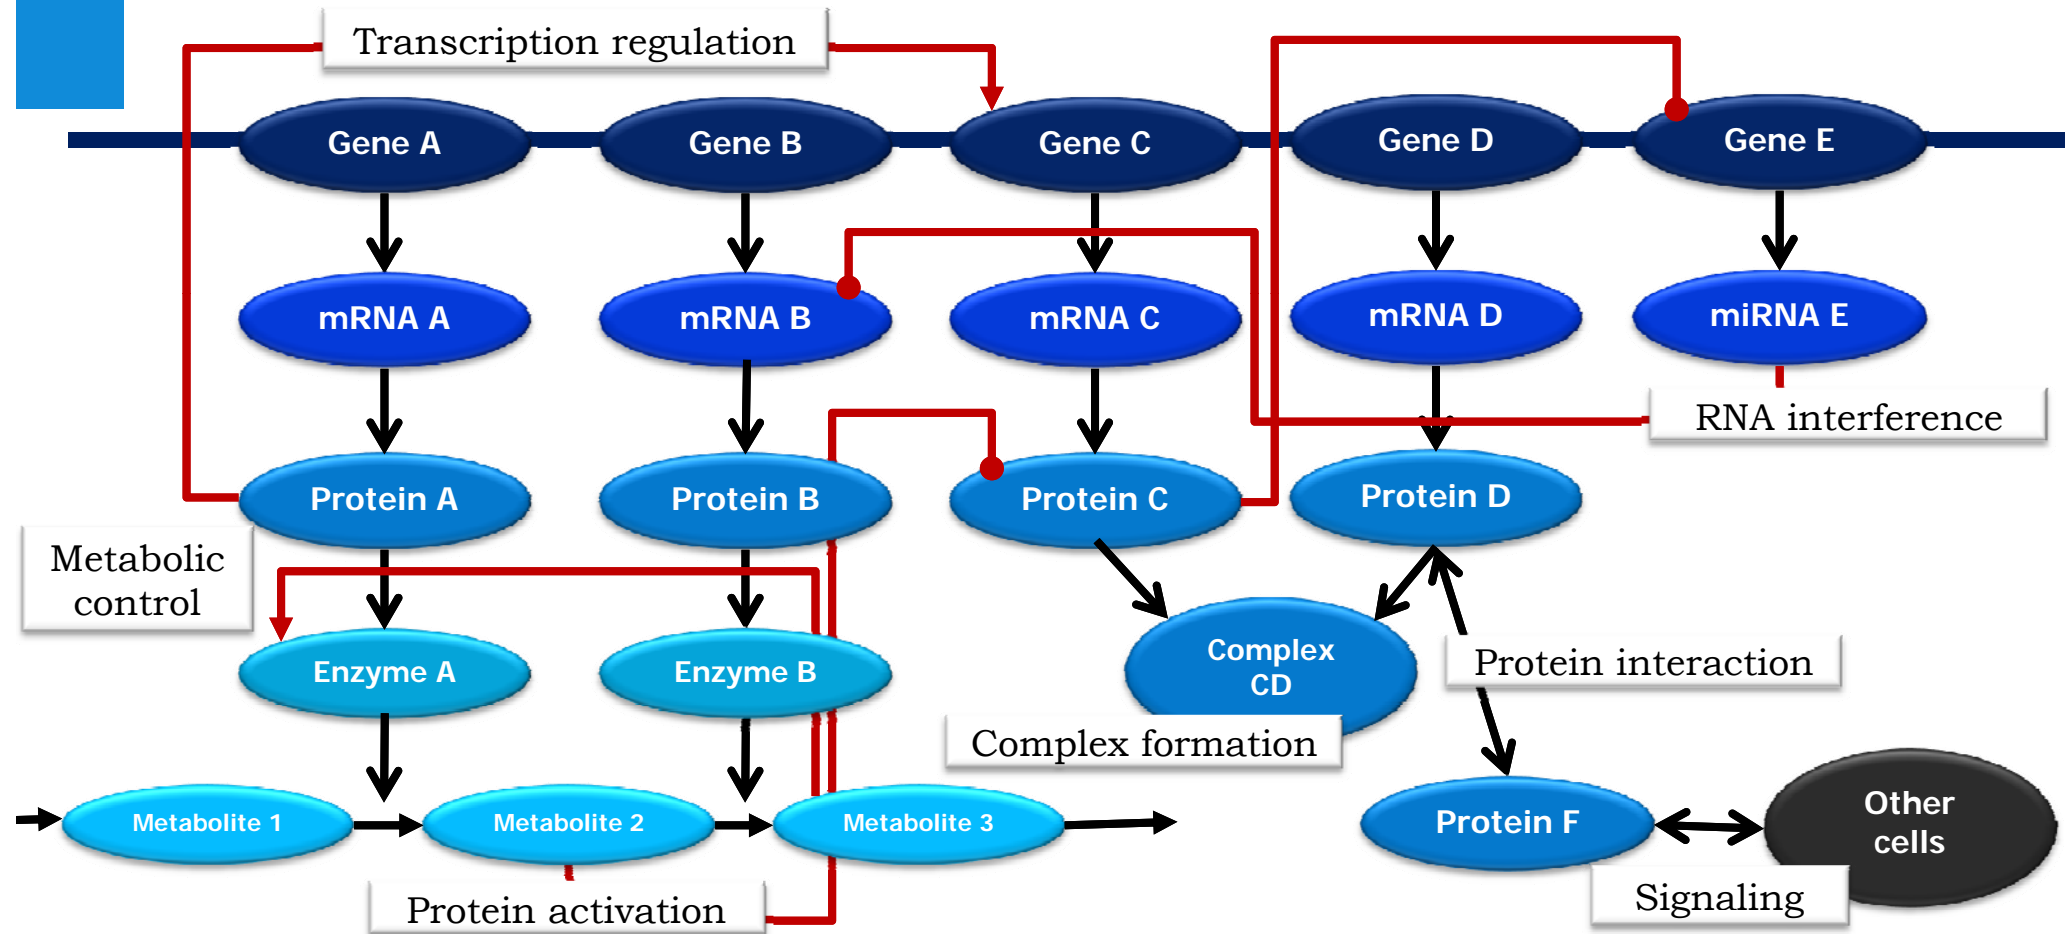 Transcription regulation
Gene A
Gene B
Gene C
Gene D
Gene E
mRNA A
mRNA B
mRNA C
mRNA D
miRNA E
RNA interference
Protein A
Protein B
Protein C
Protein D
Metabolic
control
Enzyme A
Enzyme B
Complex
CD
Protein interaction
Complex formation
Metabolite 1
Metabolite 2
Metabolite 3
Protein F
Other
cells
Protein activation
Signaling